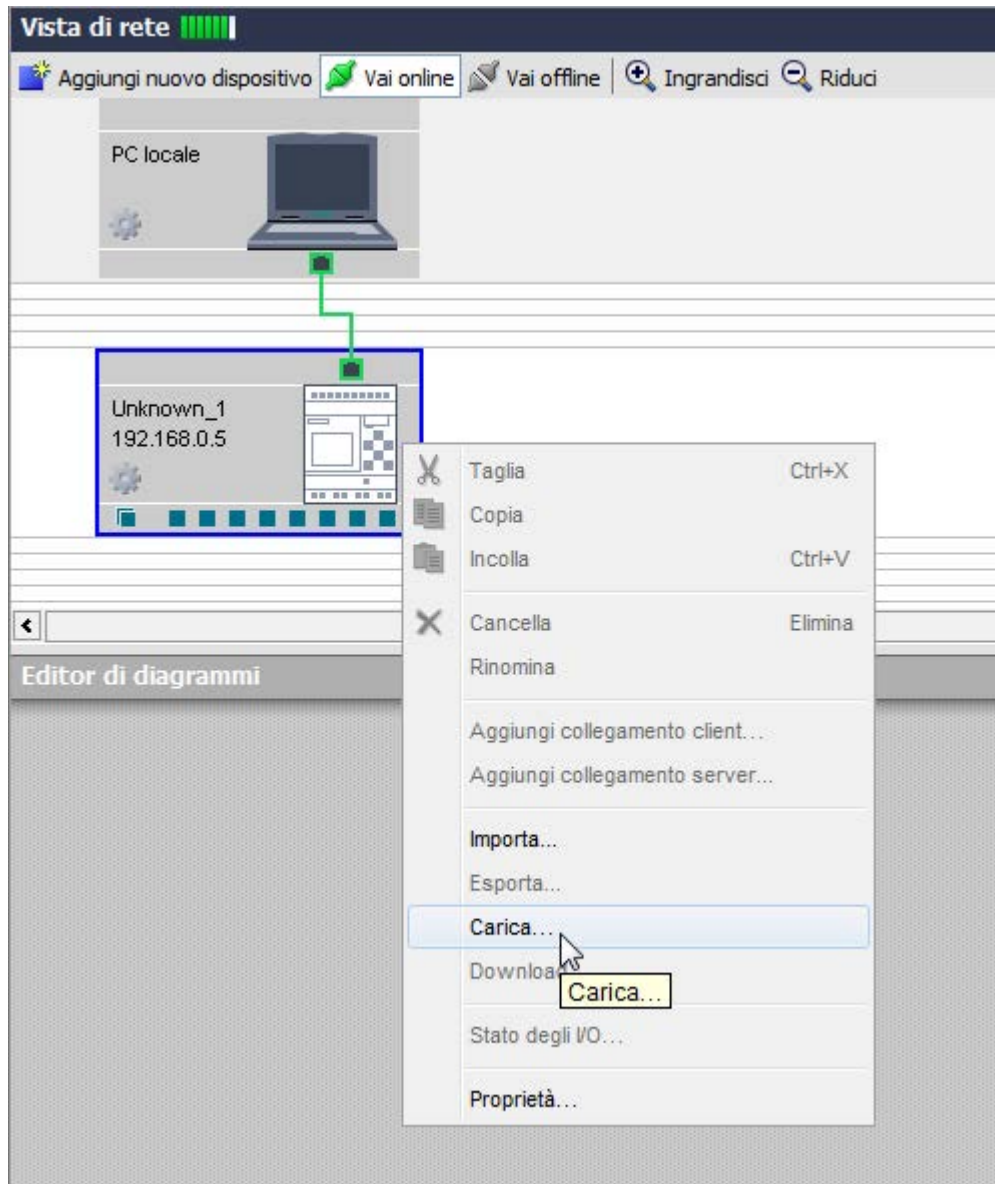 Vista di rete
Aggiungi nuovo dispositivo Vai online Vai offline Ingrandisci Riduci
PC locale
Unknown_1
192.168.0.5
Taglia Ctrl+X
Copia
Incolla Ctrl+V
Cancella Elimina
Rinomina
Editor di diagrammi
Aggiungi collegamento client...
Aggiungi collegamento server...
Importa...
Esporta...
Carica...
Download
Carica...
Stato degli I/O...
Proprietà...